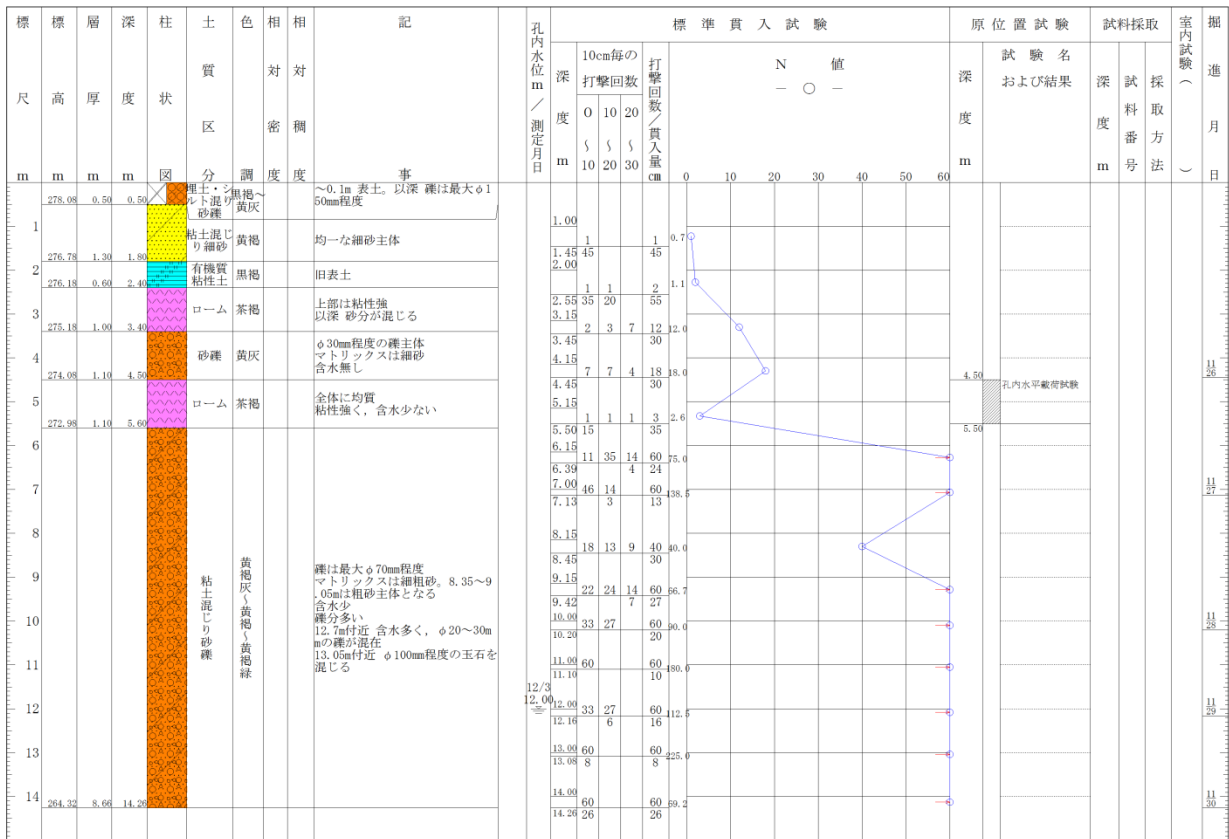 標尺 m
標高 m
層厚 m
深度 m
柱状図
土質区分
色調
相対密度
相対稠度
記事
孔内水位m／測定月日
標準貫入試験
深度 m
10cm毎の打撃回数
0～10
10～20
20～30
打撃回数／貫入量 cm
N 値
－○－
0 10 20 30 40 50 60
原位置試験
深度 m
試験名および結果
試料採取
深度 m
試料番号
採取方法
室内試験（ ）
掘進月日
278.08 0.50 0.50
埋土・シルト混り砂礫
黒褐～黄灰
～0.1m 表土。以深 礫は最大φ1
50mm程度
276.78 1.30 1.80
粘土混じり細砂
黄褐
均一な細砂主体
276.18 0.60 2.40
有機質粘性土
黒褐
旧表土
275.18 1.00 3.40
ローム
茶褐
上部は粘性強
以深 砂分が混じる
274.08 1.10 4.50
砂礫
黄灰
φ30mm程度の礫主体
マトリックスは細砂
含水無し
272.98 1.10 5.60
ローム
茶褐
全体に均質
粘性強く，含水少ない
264.32 8.66 14.26
粘土混じり砂礫
黄褐灰～黄褐～黄褐緑
礫は最大φ70mm程度
マトリックスは細粗砂。8.35～9
.05mは粗砂主体となる
含水少
礫分多い
12.7m付近 含水多く，φ20～30m
mの礫が混在
13.05m付近 φ100mm程度の玉石を
混じる
1
2
3
4
5
6
7
8
9
10
11
12
13
14
12/3
12.00
1.00
1 1 0.7
1.45 45 45
2.00
1 1 2 1.1
2.55 35 20 55
3.15
2 3 7 12 12.0
3.45 30
4.15
7 7 4 18 18.0
4.45 30
5.15
1 1 1 3 2.6
5.50 15 35
6.15
11 35 14 60 75.0
6.39 4 24
7.00
46 14 60 138.5
7.13 3 13
8.15
18 13 9 40 40.0
8.45 30
9.15
22 24 14 60 66.7
9.42 7 27
10.00
33 27 60 90.0
10.20 20
11.00
60 60 180.0
11.10 10
12.00
33 27 60 112.5
12.16 6 16
13.00
60 60 225.0
13.08 8 8
14.00
60 60 69.2
14.26 26 26
4.50
孔内水平載荷試験
5.50
11 26
11 27
11 28
11 29
11 30